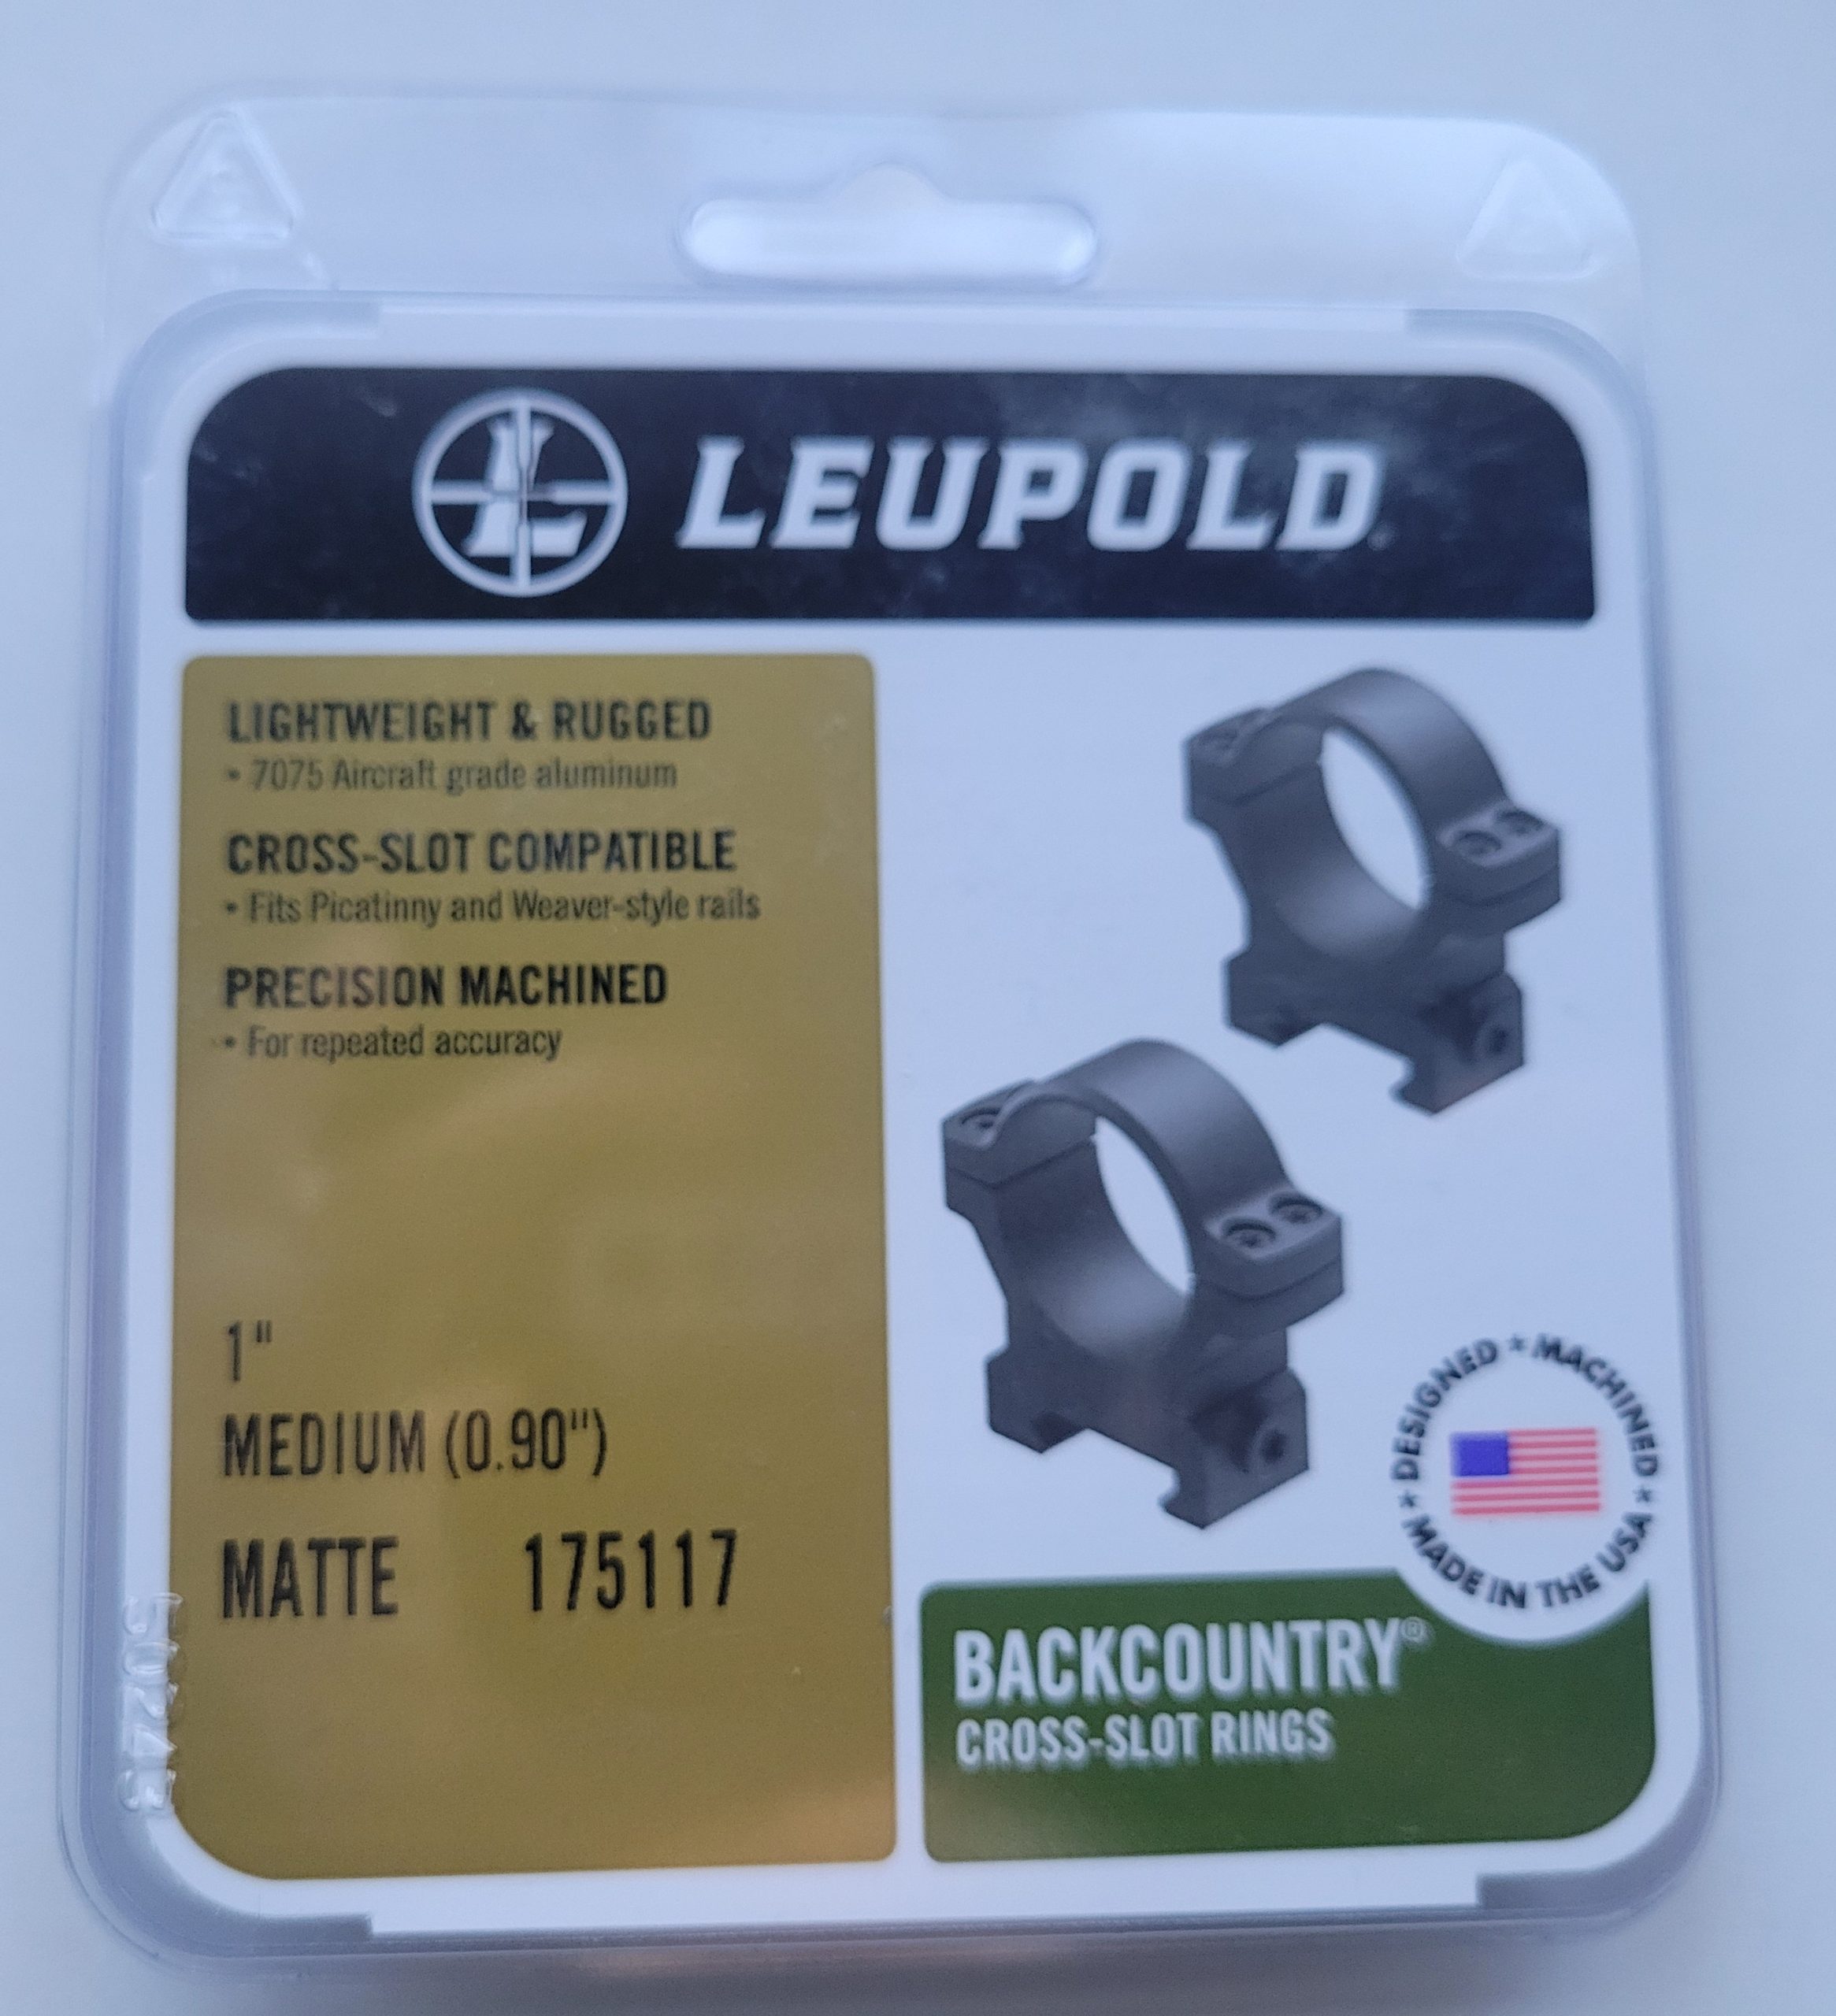 LEUPOLD
LIGHTWEIGHT & RUGGED
• 7075 Aircraft grade aluminum
CROSS-SLOT COMPATIBLE
• Fits Picatinny and Weaver-style rails
PRECISION MACHINED
• For repeated accuracy
1"
MEDIUM (0.90")
MATTE 175117
DESIGNED ★ MACHINED ★ MADE IN THE USA ★
BACKCOUNTRY®
CROSS-SLOT RINGS